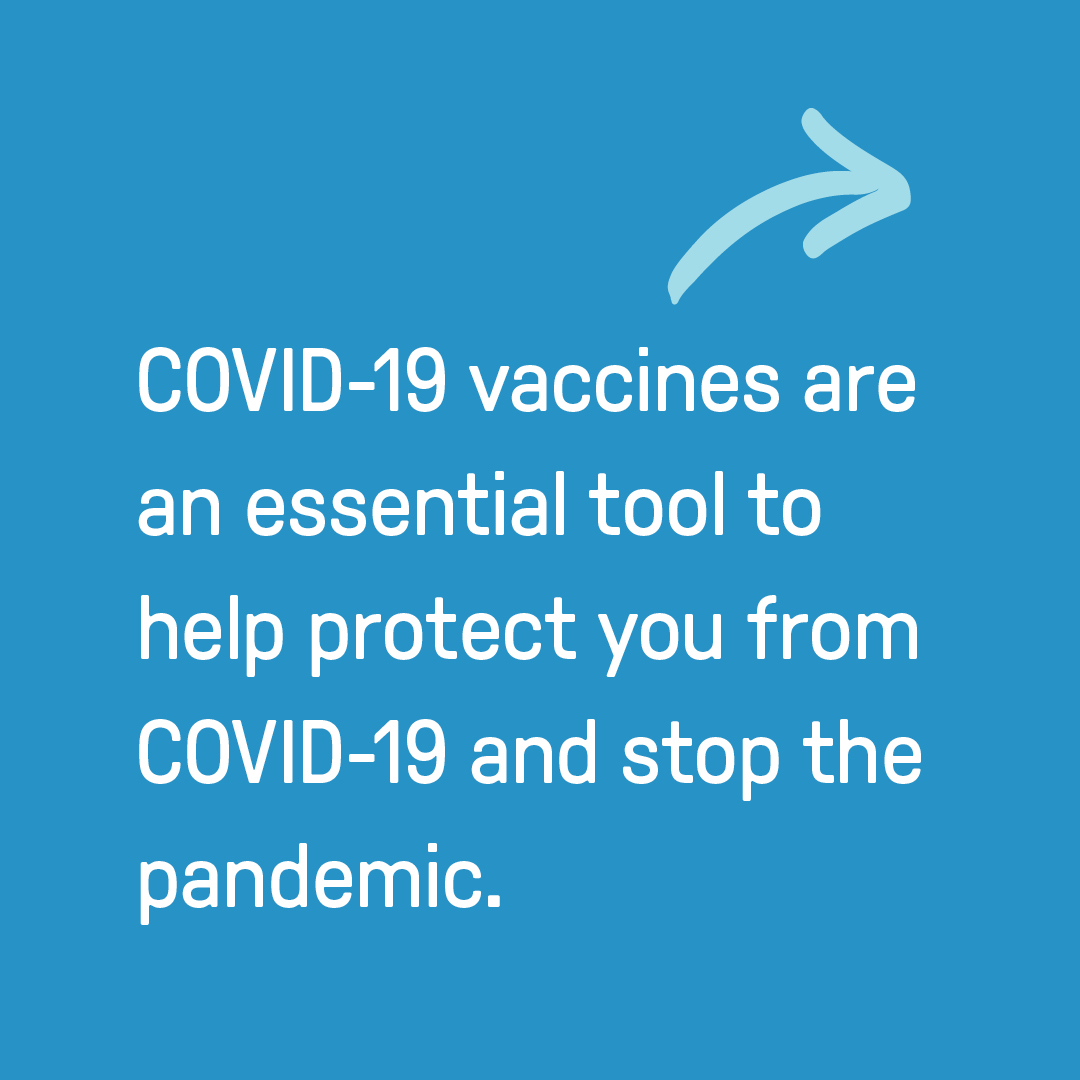 COVID-19 vaccines are
an essential tool to
help protect you from
COVID-19 and stop the
pandemic.